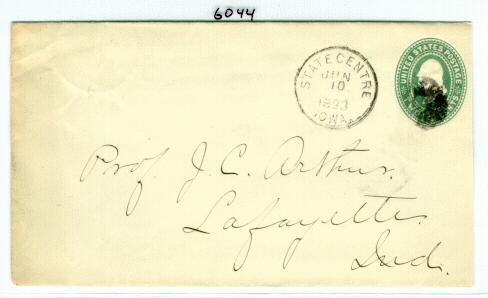 6044
STATE CENTRE
JUN
10
1893
IOWA.
UNITED STATES POSTAGE
Prof J. C. Arthur.
Lafayette
Ind.